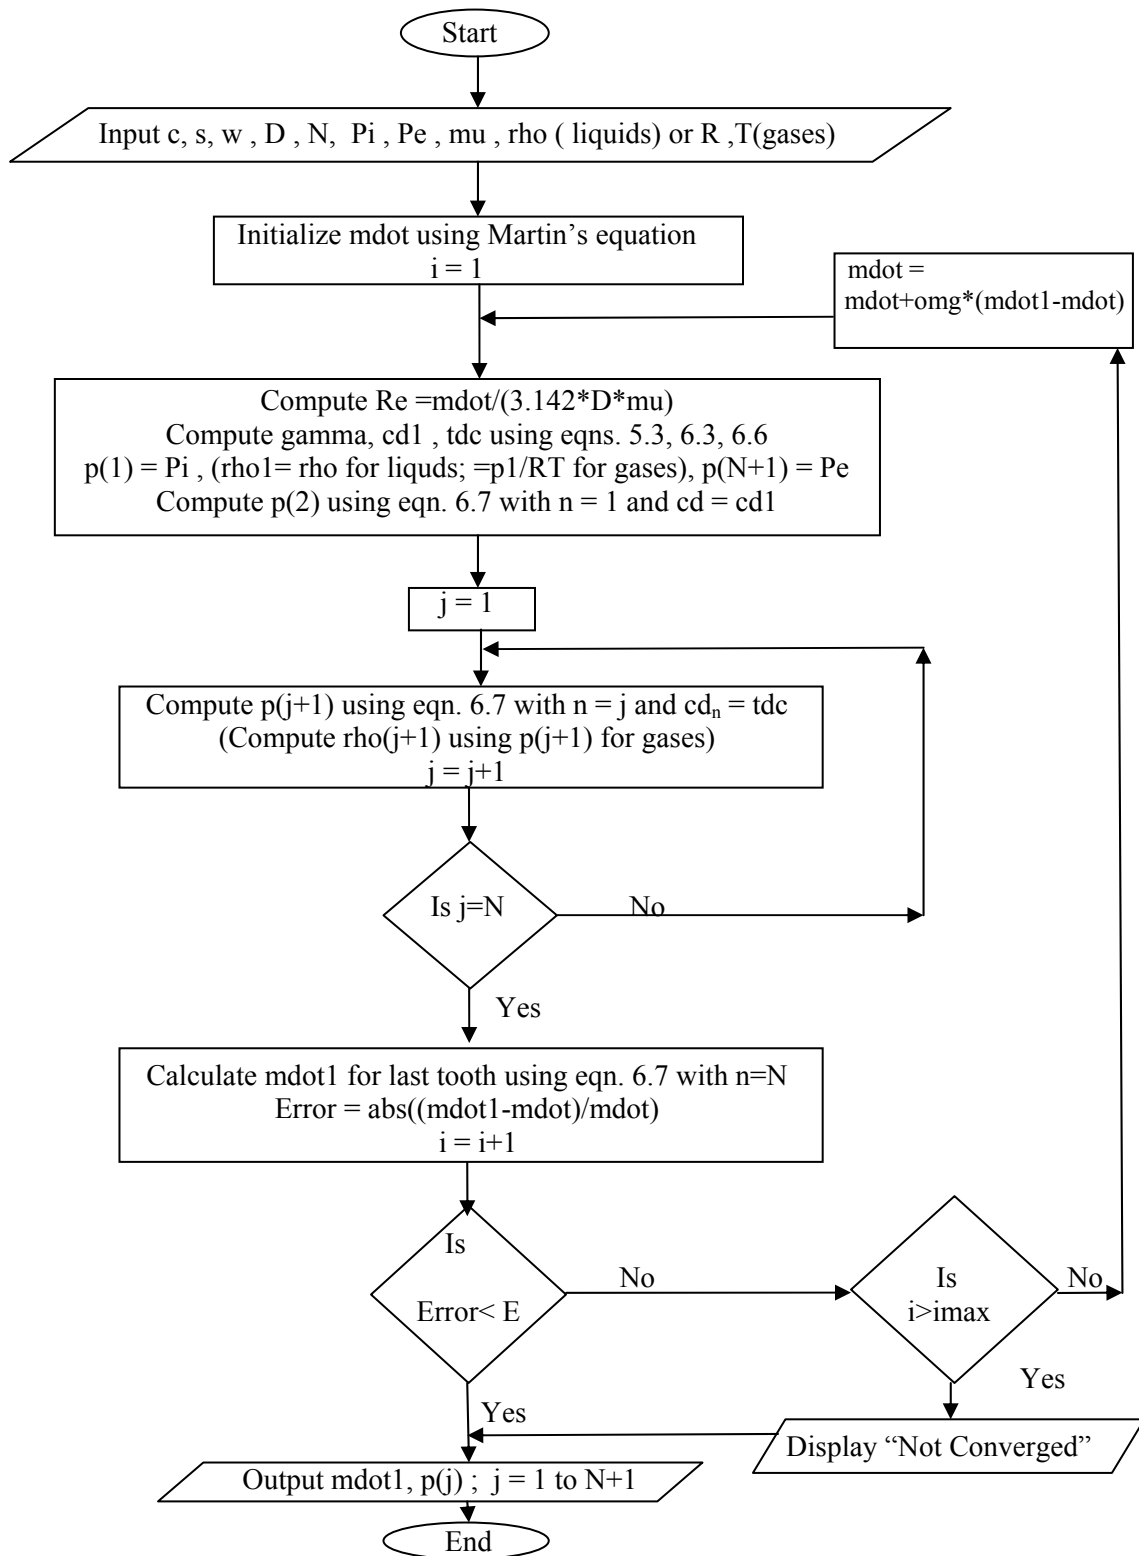 Start
Input c, s, w , D , N,  Pi , Pe , mu , rho ( liquids) or R ,T(gases)
Initialize mdot using Martin’s equation
i = 1
mdot =
mdot+omg*(mdot1-mdot)
Compute Re =mdot/(3.142*D*mu)
Compute gamma, cd1 , tdc using eqns. 5.3, 6.3, 6.6
p(1) = Pi , (rho1= rho for liquds; =p1/RT for gases), p(N+1) = Pe
Compute p(2) using eqn. 6.7 with n = 1 and cd = cd1
j = 1
Compute p(j+1) using eqn. 6.7 with n = j and cdₙ = tdc
(Compute rho(j+1) using p(j+1) for gases)
j = j+1
Is j=N
No
Yes
Calculate mdot1 for last tooth using eqn. 6.7 with n=N
Error = abs((mdot1-mdot)/mdot)
i = i+1
Is
Error< E
No
Is
i>imax
No
Yes
Yes
Display “Not Converged”
Output mdot1, p(j) ;  j = 1 to N+1
End